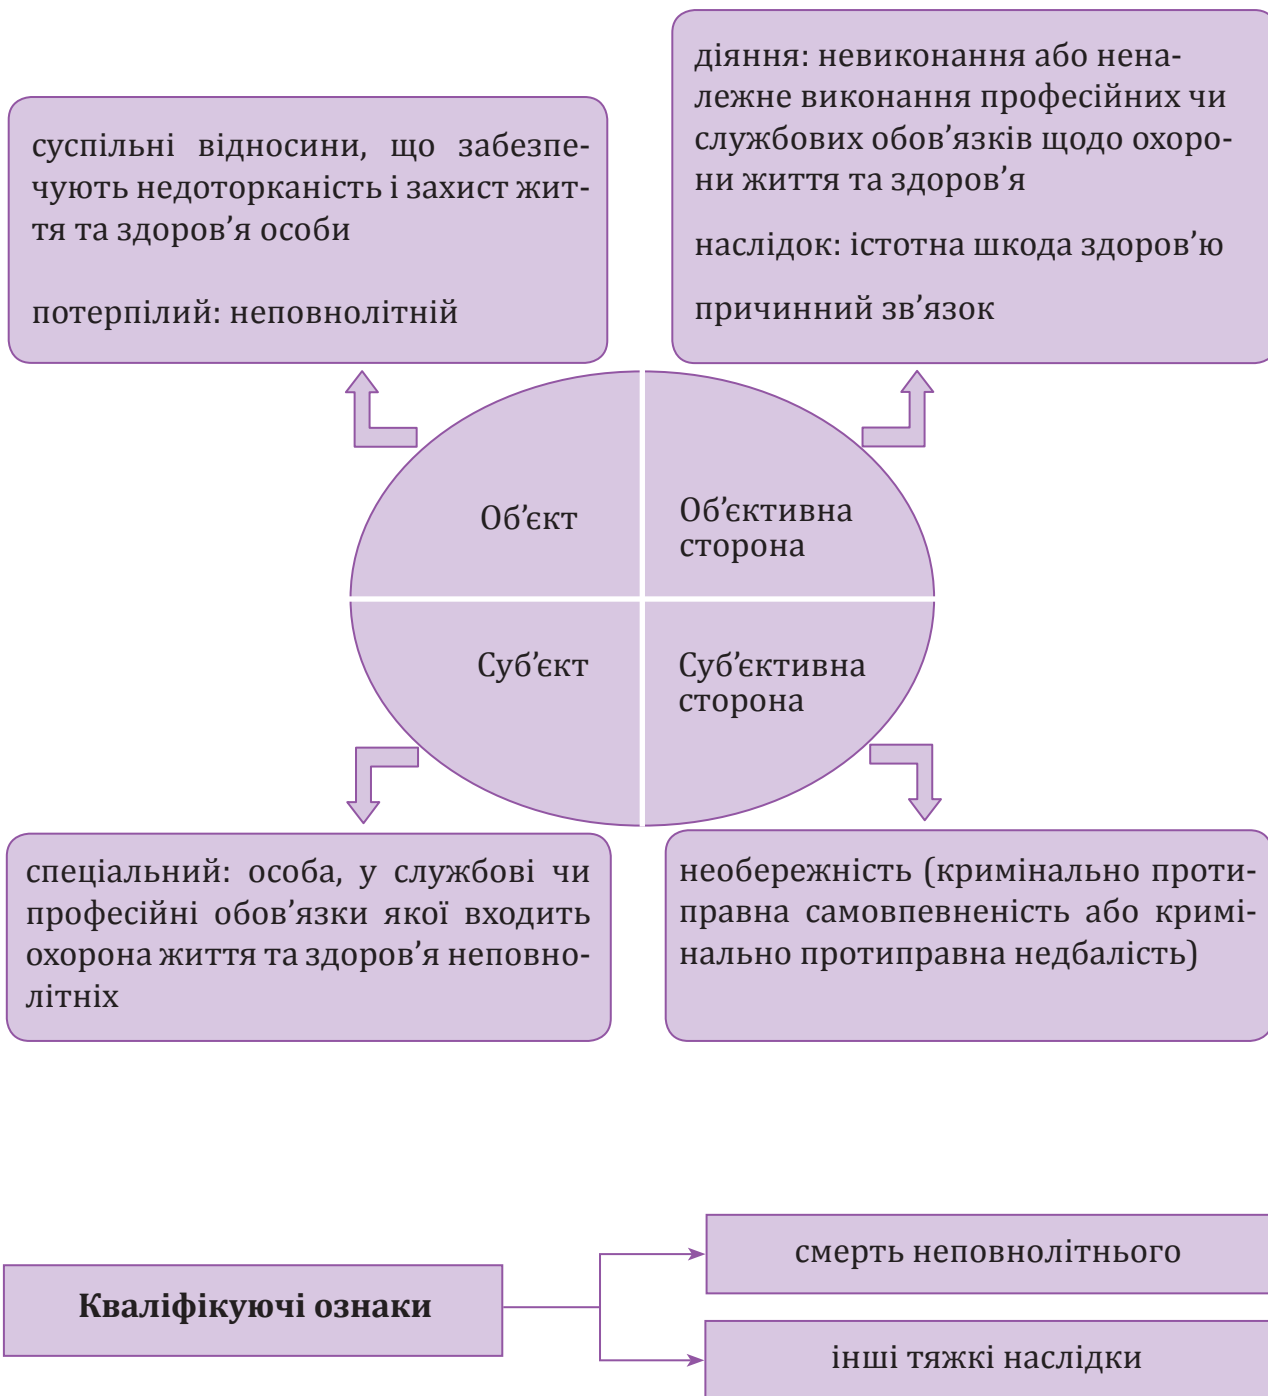 суспільні відносини, що забезпе-
чують недоторканість і захист жит-
тя та здоров’я особи
потерпілий: неповнолітній
діяння: невиконання або нена-
лежне виконання професійних чи
службових обов’язків щодо охоро-
ни життя та здоров’я
наслідок: істотна шкода здоров’ю
причинний зв’язок
Об’єкт
Об’єктивна
сторона
Суб’єкт
Суб’єктивна
сторона
спеціальний: особа, у службові чи
професійні обов’язки якої входить
охорона життя та здоров’я неповно-
літніх
необережність (кримінально проти-
правна самовпевненість або кримі-
нально протиправна недбалість)
Кваліфікуючі ознаки
смерть неповнолітнього
інші тяжкі наслідки